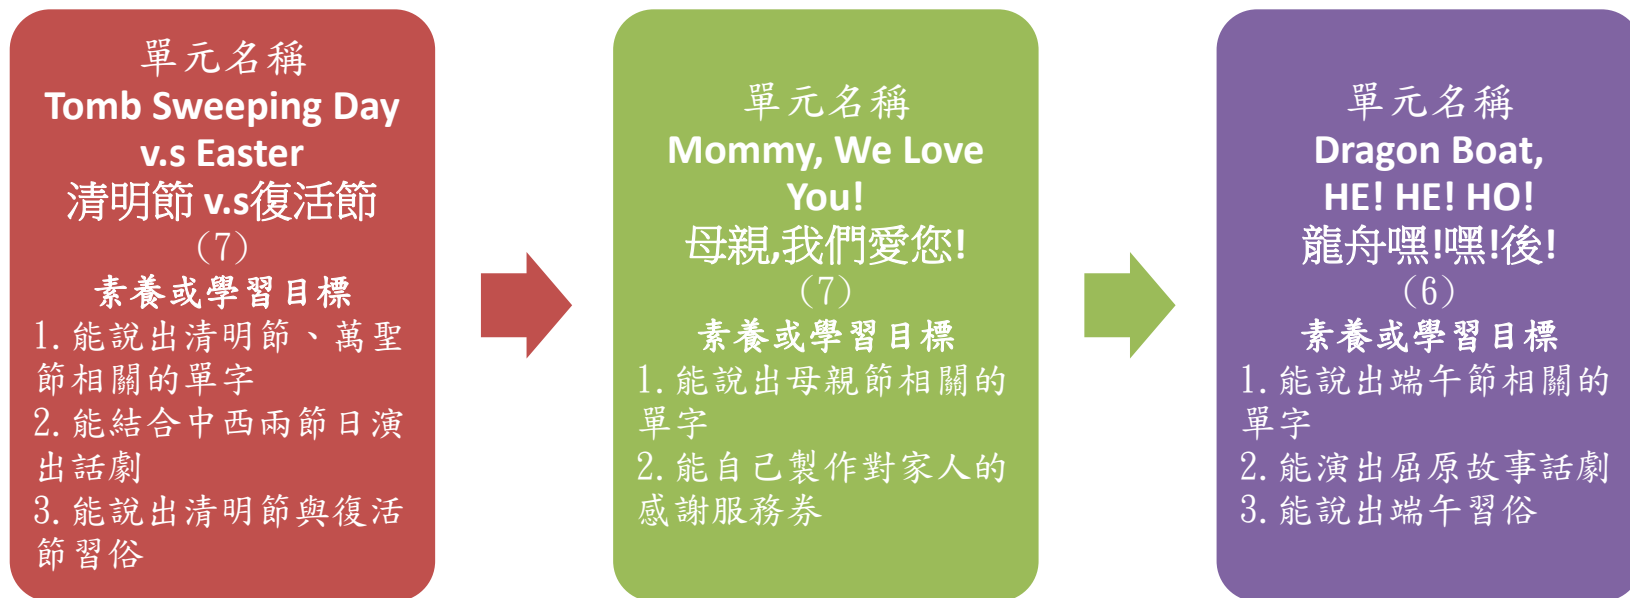 單元名稱
Tomb Sweeping Day
v.s Easter
清明節 v.s復活節
(7)
素養或學習目標
1.能說出清明節、萬聖
節相關的單字
2.能結合中西兩節日演
出話劇
3.能說出清明節與復活
節習俗
單元名稱
Mommy, We Love
You!
母親,我們愛您!
(7)
素養或學習目標
1.能說出母親節相關的
單字
2.能自己製作對家人的
感謝服務券
單元名稱
Dragon Boat,
HE! HE! HO!
龍舟嘿!嘿!後!
(6)
素養或學習目標
1.能說出端午節相關的
單字
2.能演出屈原故事話劇
3.能說出端午習俗